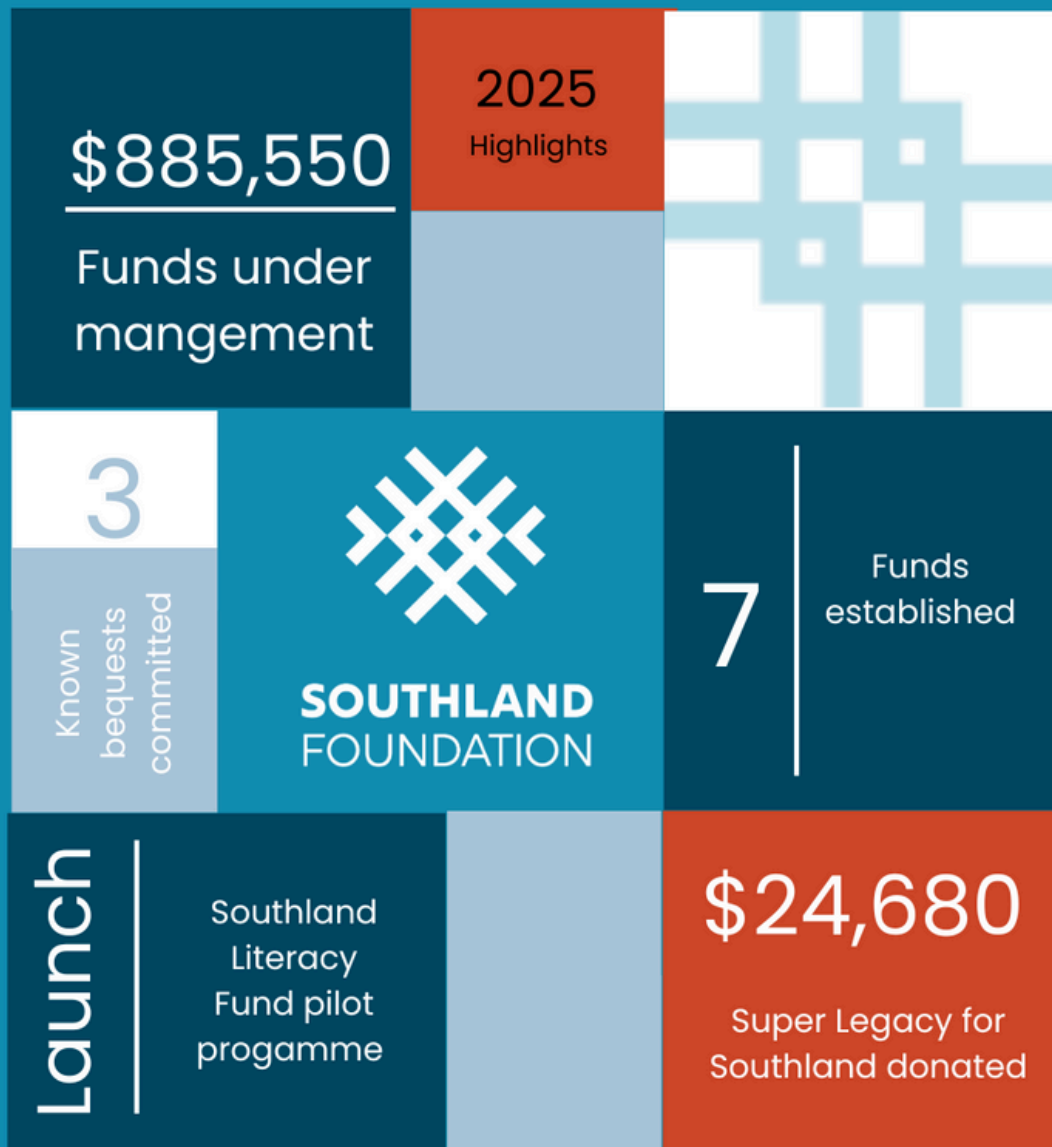 $885,550
Funds under
mangement
2025
Highlights
3
Known
bequests
committed
SOUTHLAND
FOUNDATION
7
Funds
established
Launch
Southland
Literacy
Fund pilot
progamme
$24,680
Super Legacy for
Southland donated